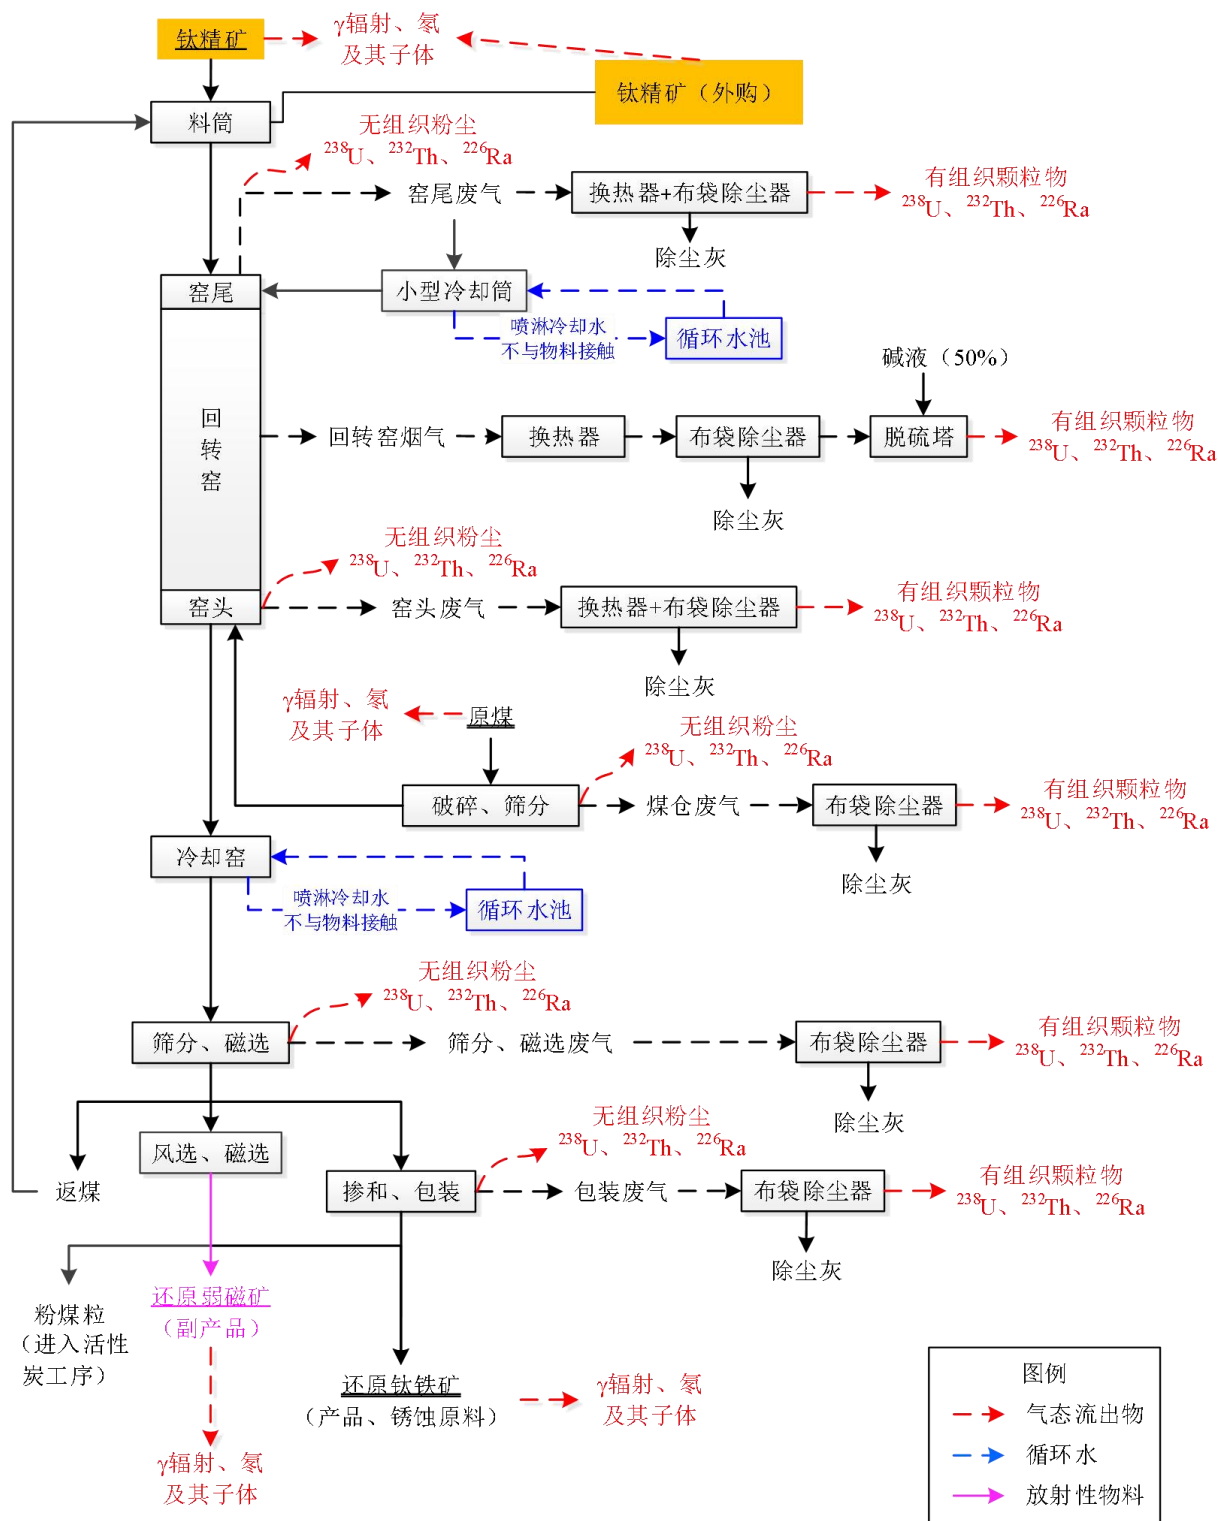 钛精矿
γ辐射、氡
及其子体
钛精矿（外购）
料筒
无组织粉尘
²³⁸U、²³²Th、²²⁶Ra
窑尾废气
换热器+布袋除尘器
有组织颗粒物
²³⁸U、²³²Th、²²⁶Ra
除尘灰
窑尾
小型冷却筒
喷淋冷却水
不与物料接触
循环水池
碱液（50%）
回
转
窑
回转窑烟气
换热器
布袋除尘器
脱硫塔
有组织颗粒物
²³⁸U、²³²Th、²²⁶Ra
除尘灰
无组织粉尘
²³⁸U、²³²Th、²²⁶Ra
窑头
窑头废气
换热器+布袋除尘器
有组织颗粒物
²³⁸U、²³²Th、²²⁶Ra
除尘灰
γ辐射、氡
及其子体
原煤
无组织粉尘
²³⁸U、²³²Th、²²⁶Ra
破碎、筛分
煤仓废气
布袋除尘器
有组织颗粒物
²³⁸U、²³²Th、²²⁶Ra
除尘灰
冷却窑
喷淋冷却水
不与物料接触
循环水池
无组织粉尘
²³⁸U、²³²Th、²²⁶Ra
筛分、磁选
筛分、磁选废气
布袋除尘器
有组织颗粒物
²³⁸U、²³²Th、²²⁶Ra
除尘灰
风选、磁选
无组织粉尘
²³⁸U、²³²Th、²²⁶Ra
返煤
掺和、包装
包装废气
布袋除尘器
有组织颗粒物
²³⁸U、²³²Th、²²⁶Ra
除尘灰
粉煤粒
（进入活性
炭工序）
还原弱磁矿
（副产品）
还原钛铁矿
（产品、锈蚀原料）
γ辐射、氡
及其子体
γ辐射、氡
及其子体
图例
气态流出物
循环水
放射性物料